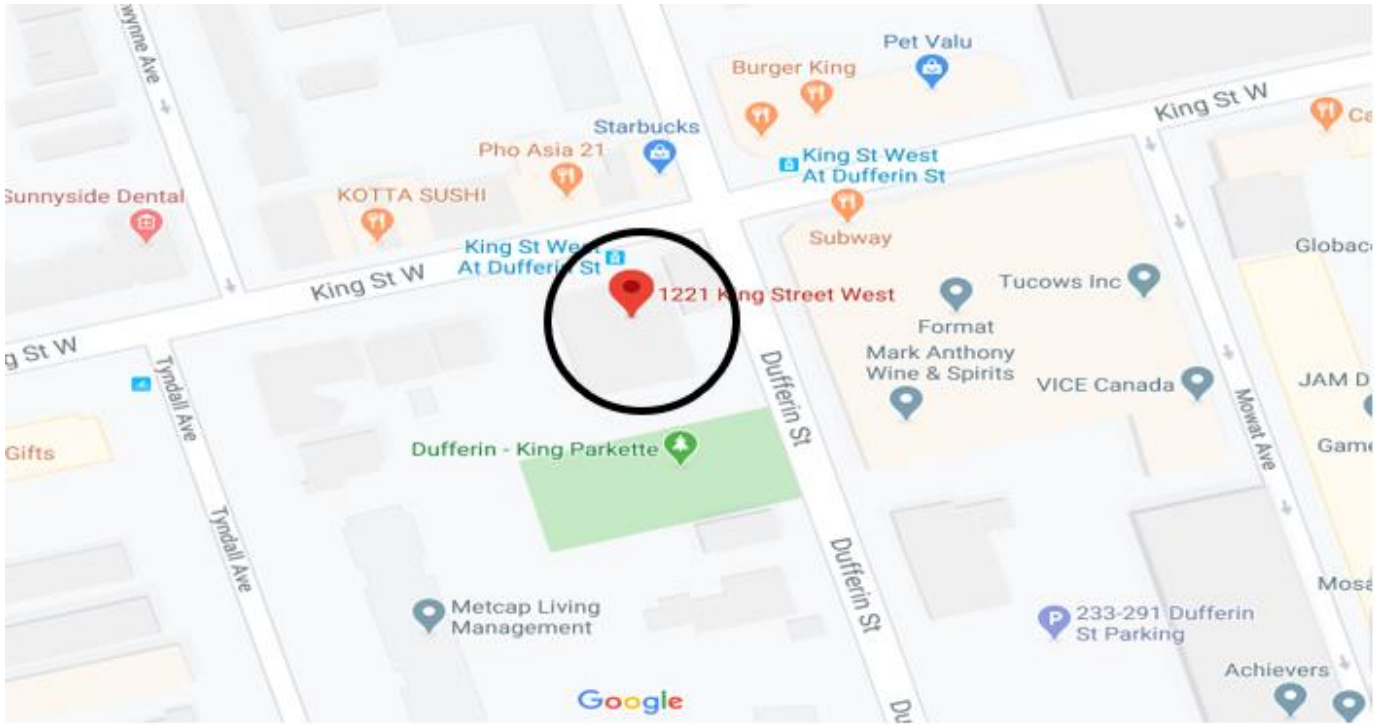 wynne Ave
Pet Valu
Burger King
King St W
Ca
Starbucks
Pho Asia 21
King St West
At Dufferin St
Sunnyside Dental
KOTTA SUSHI
Subway
King St West
At Dufferin St
Globac
King St W
1221 King Street West
Tucows Inc
Format
g St W
Tyndall Ave
Dufferin St
Mark Anthony
Wine & Spirits
VICE Canada
JAM D
Mowat Ave
Gifts
Dufferin - King Parkette
Game
Tyndall Ave
Dufferin St
Mosa
Metcap Living
Management
P
233-291 Dufferin
St Parking
Achievers
Google
Du